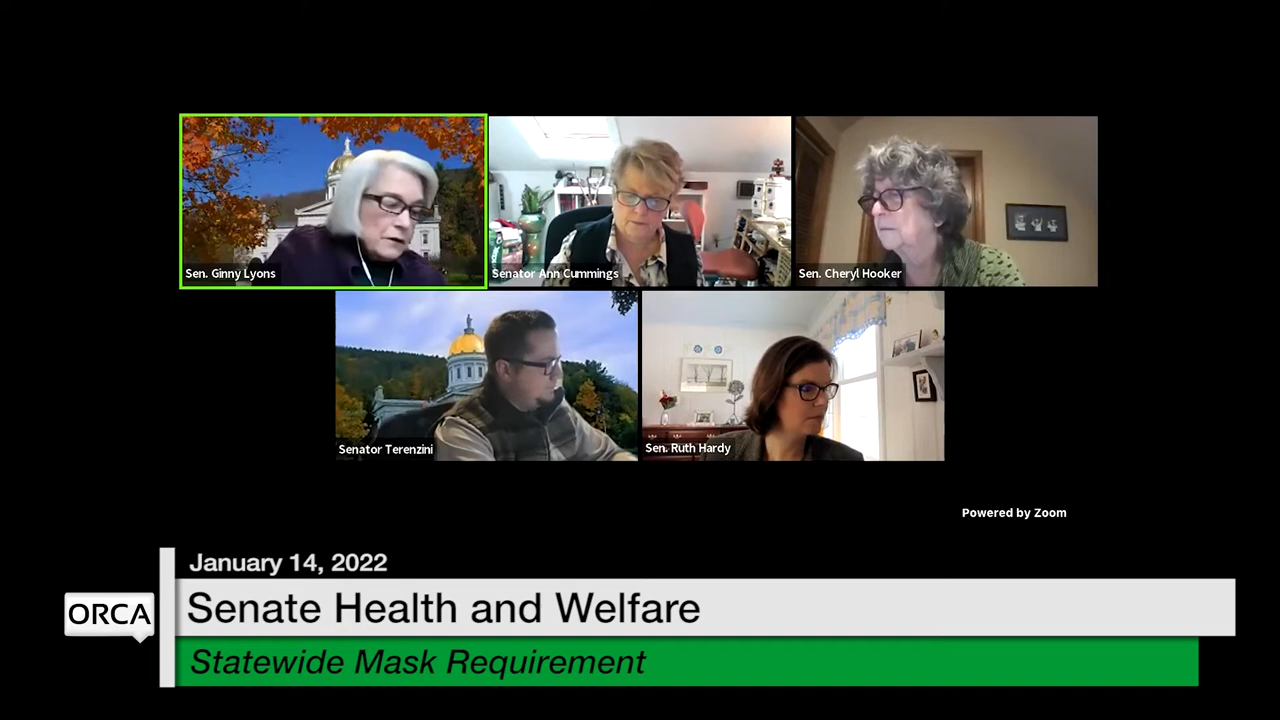 Sen. Ginny Lyons
Senator Ann Cummings
Sen. Cheryl Hooker
Senator Terenzini
Sen. Ruth Hardy
Powered by Zoom
January 14, 2022
ORCA
Senate Health and Welfare
Statewide Mask Requirement